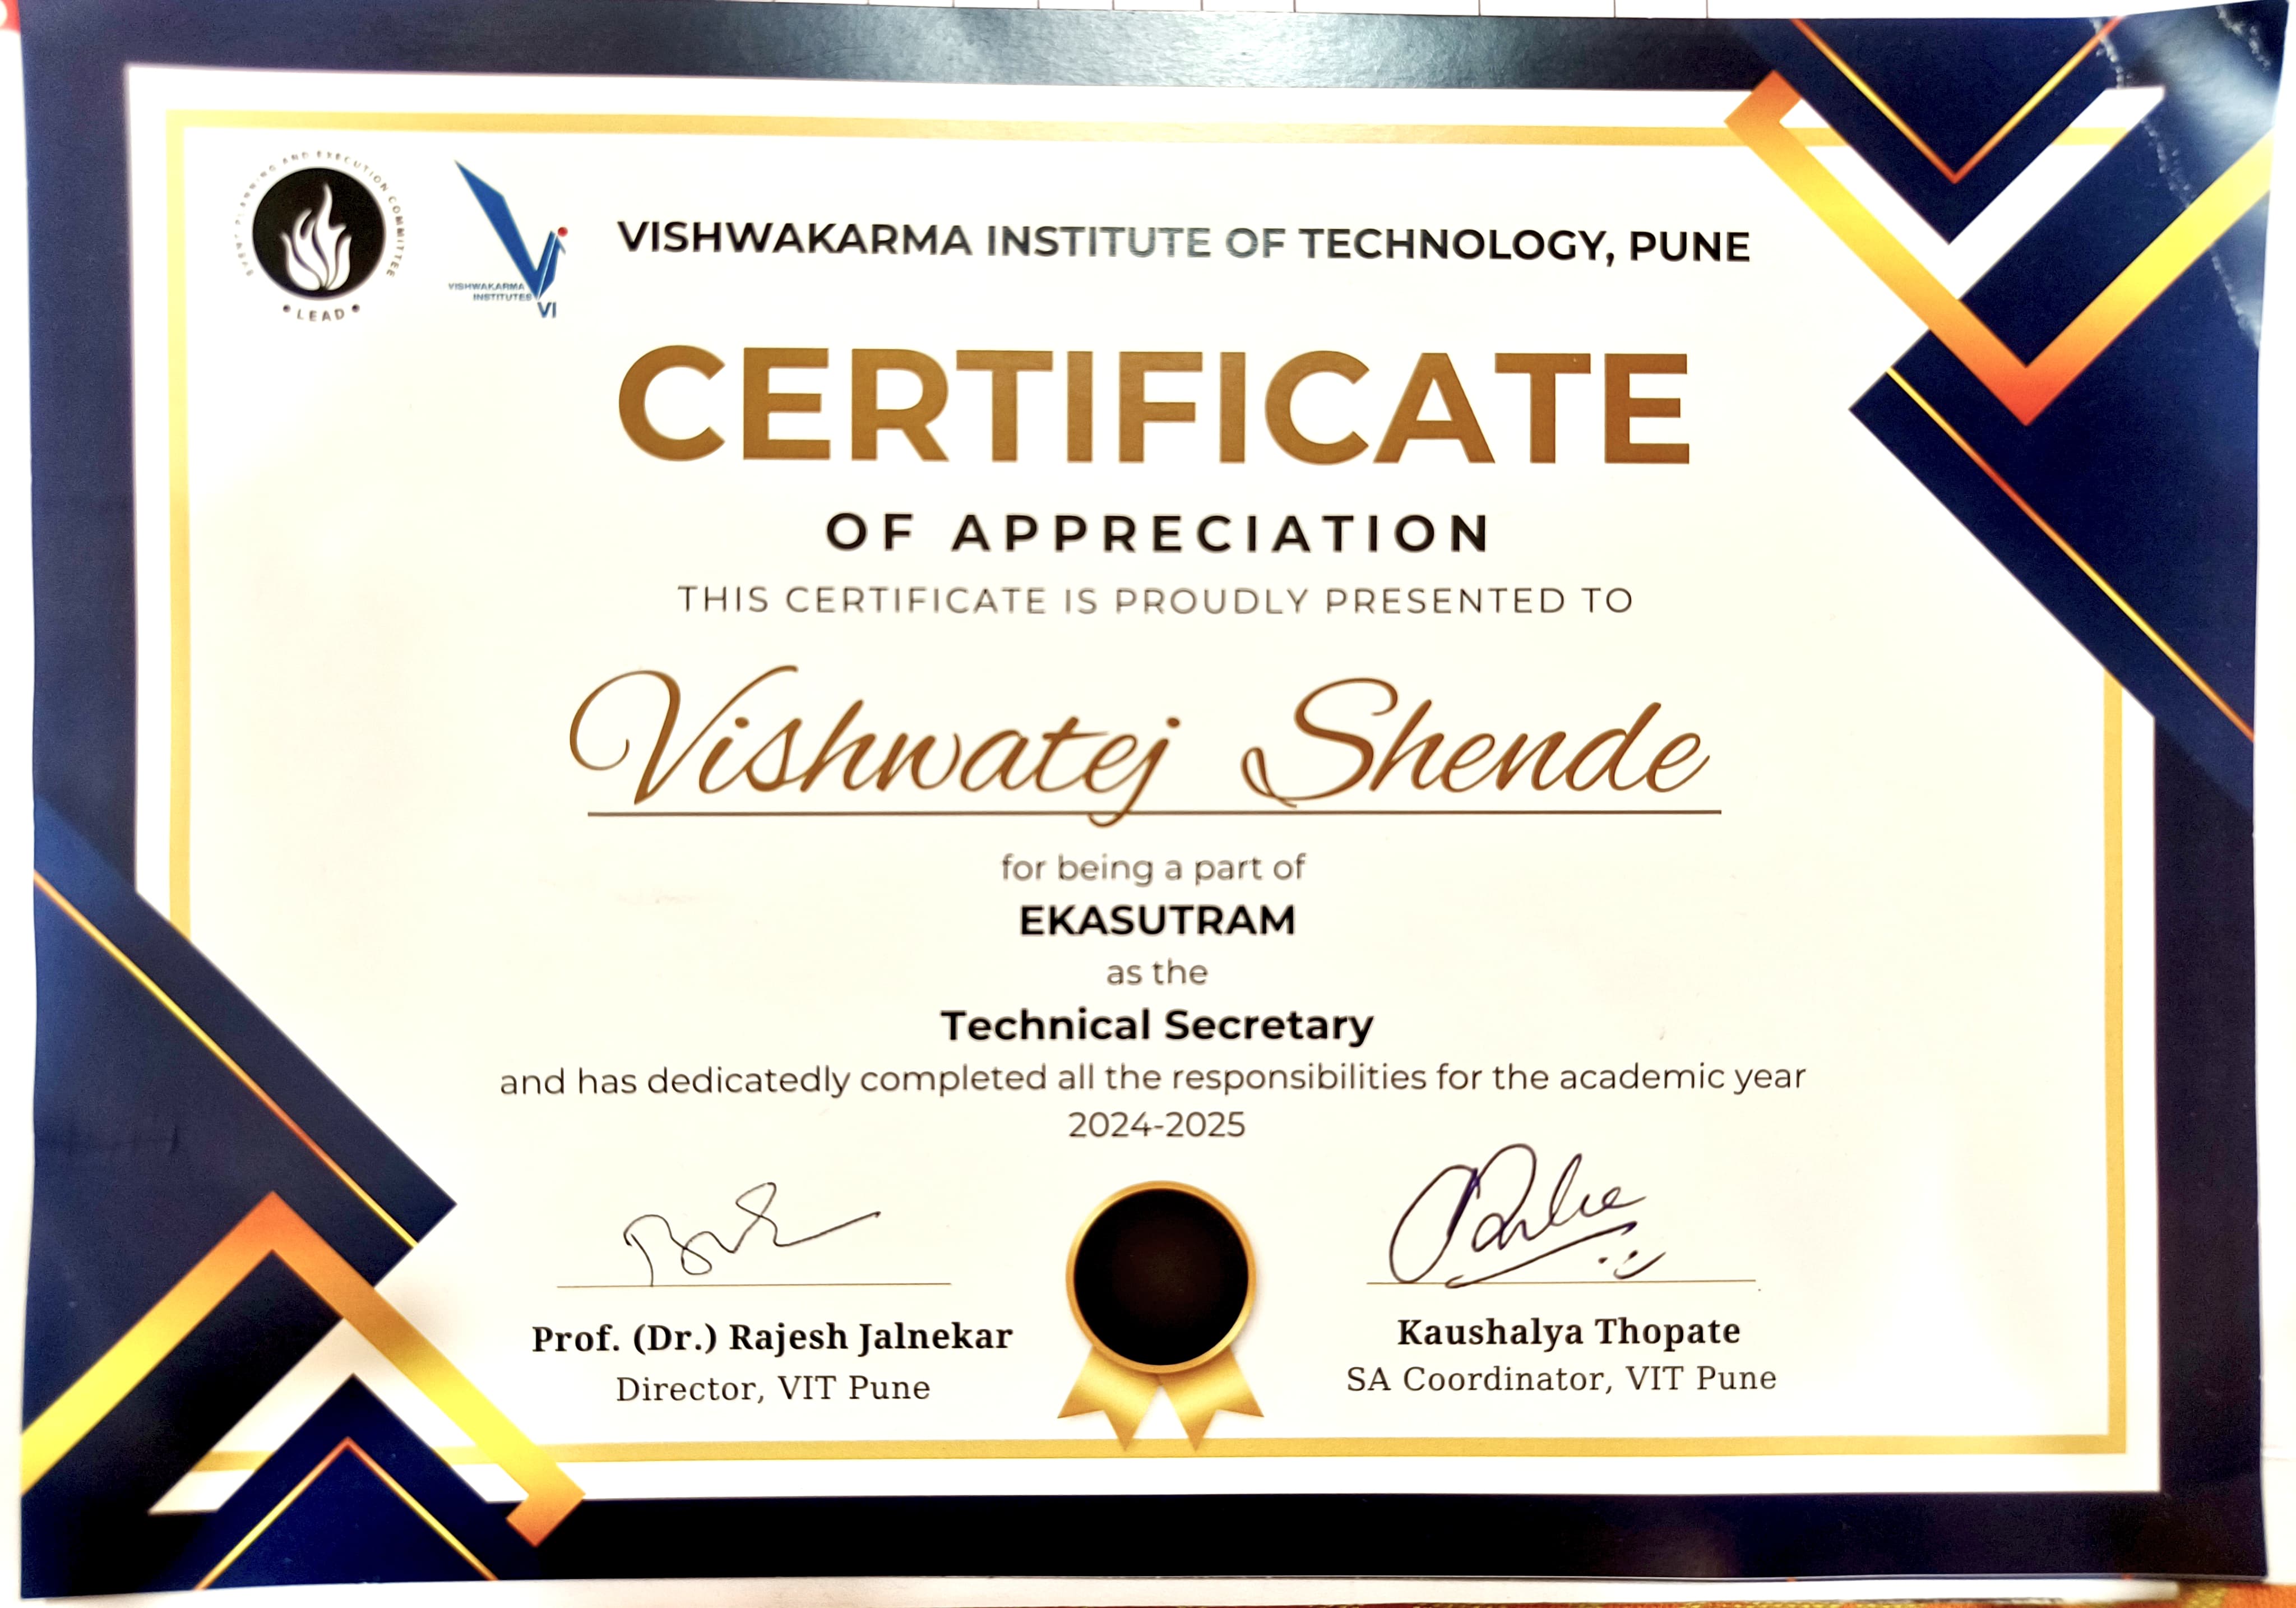 EVENT PLANNING AND EXECUTION COMMITTEE
• LEAD •
VISHWAKARMA
INSTITUTES
VI
VISHWAKARMA INSTITUTE OF TECHNOLOGY, PUNE
CERTIFICATE
OF APPRECIATION
THIS CERTIFICATE IS PROUDLY PRESENTED TO
Vishwatej Shende
for being a part of
EKASUTRAM
as the
Technical Secretary
and has dedicatedly completed all the responsibilities for the academic year
2024-2025
Prof. (Dr.) Rajesh Jalnekar
Director, VIT Pune
Kaushalya Thopate
SA Coordinator, VIT Pune